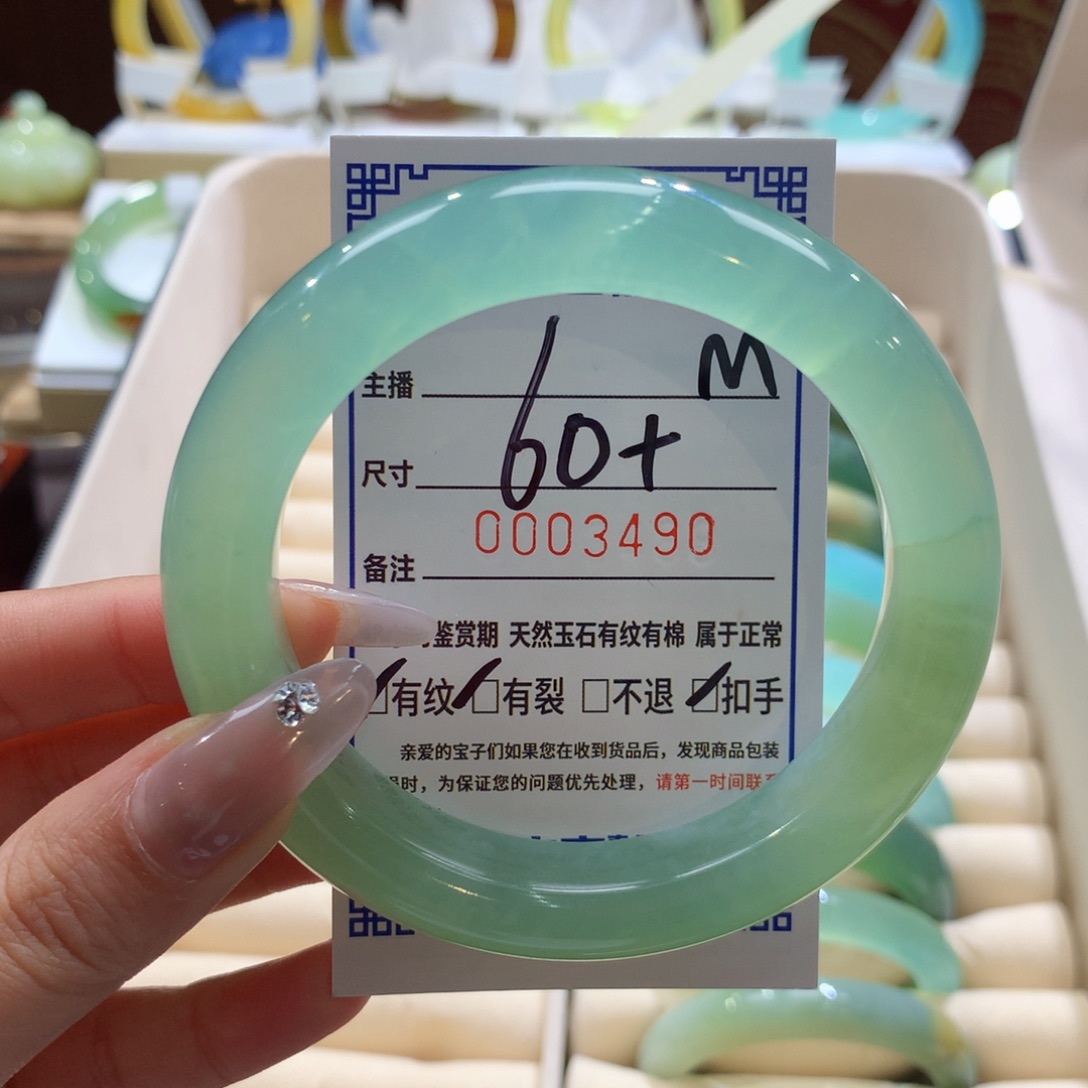 M
主播
60+
尺寸
0003490
备注
鉴赏期 天然玉石有纹有棉 属于正常
有纹 有裂 不退 扣手
亲爱的宝子们如果您在收到货品后，发现商品包装
时，为保证您的问题优先处理，请第一时间联系